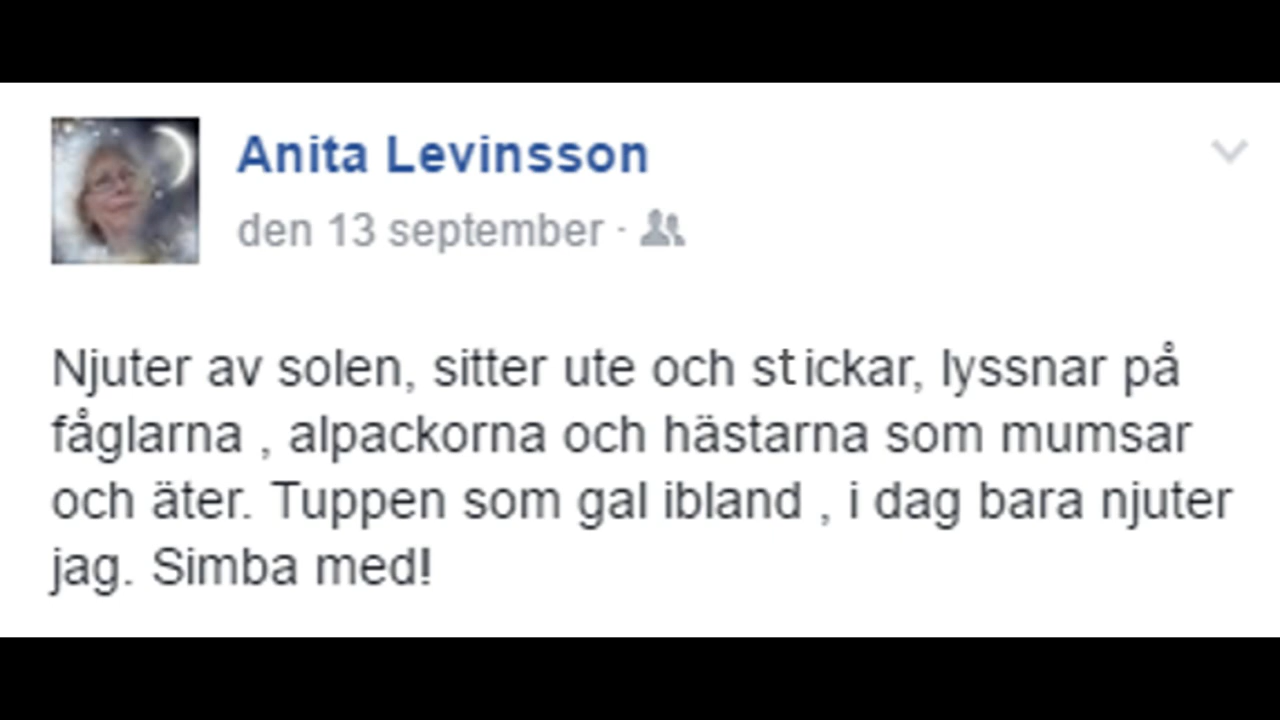 Anita Levinsson
den 13 september ·
Njuter av solen, sitter ute och stickar, lyssnar på
fåglarna , alpackorna och hästarna som mumsar
och äter. Tuppen som gal ibland , i dag bara njuter
jag. Simba med!